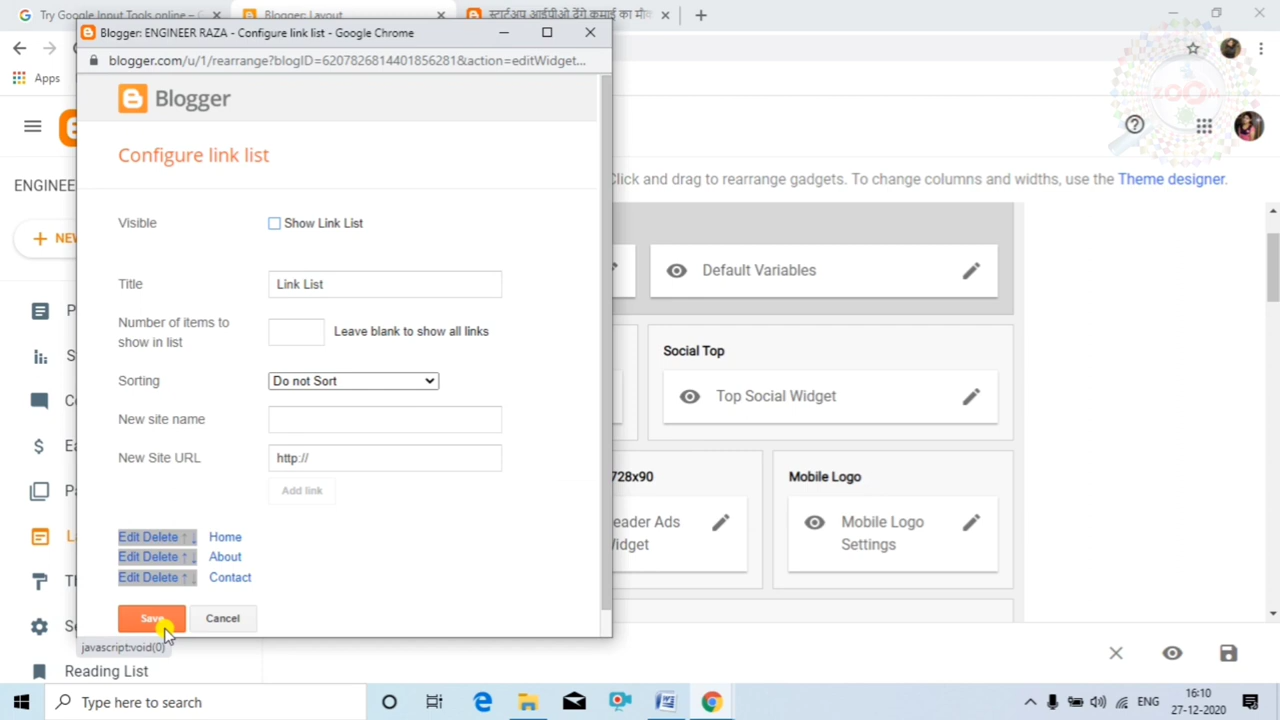 Try Google Input Tools online – G
Blogger: Layout
स्टार्टअप आईपीओ देंगे कमाई का मौ
Blogger: ENGINEER RAZA - Configure link list - Google Chrome
blogger.com/u/1/rearrange?blogID=6207826814401856281&action=editWidget...
Apps
ZOOM
Blogger
Configure link list
ENGINEE
Click and drag to rearrange gadgets. To change columns and widths, use the Theme designer.
Visible
Show Link List
NEW
Default Variables
Title
Link List
Number of items to show in list
Leave blank to show all links
Social Top
Sorting
Do not Sort
Top Social Widget
New site name
New Site URL
http://
728x90
Mobile Logo
Add link
eader Ads
Widget
Mobile Logo
Settings
Edit Delete ↑ ↓ Home
Edit Delete ↑ ↓ About
Edit Delete ↑ ↓ Contact
Save
Cancel
javascript:void(0)
Reading List
Type here to search
ENG
16:10
27-12-2020